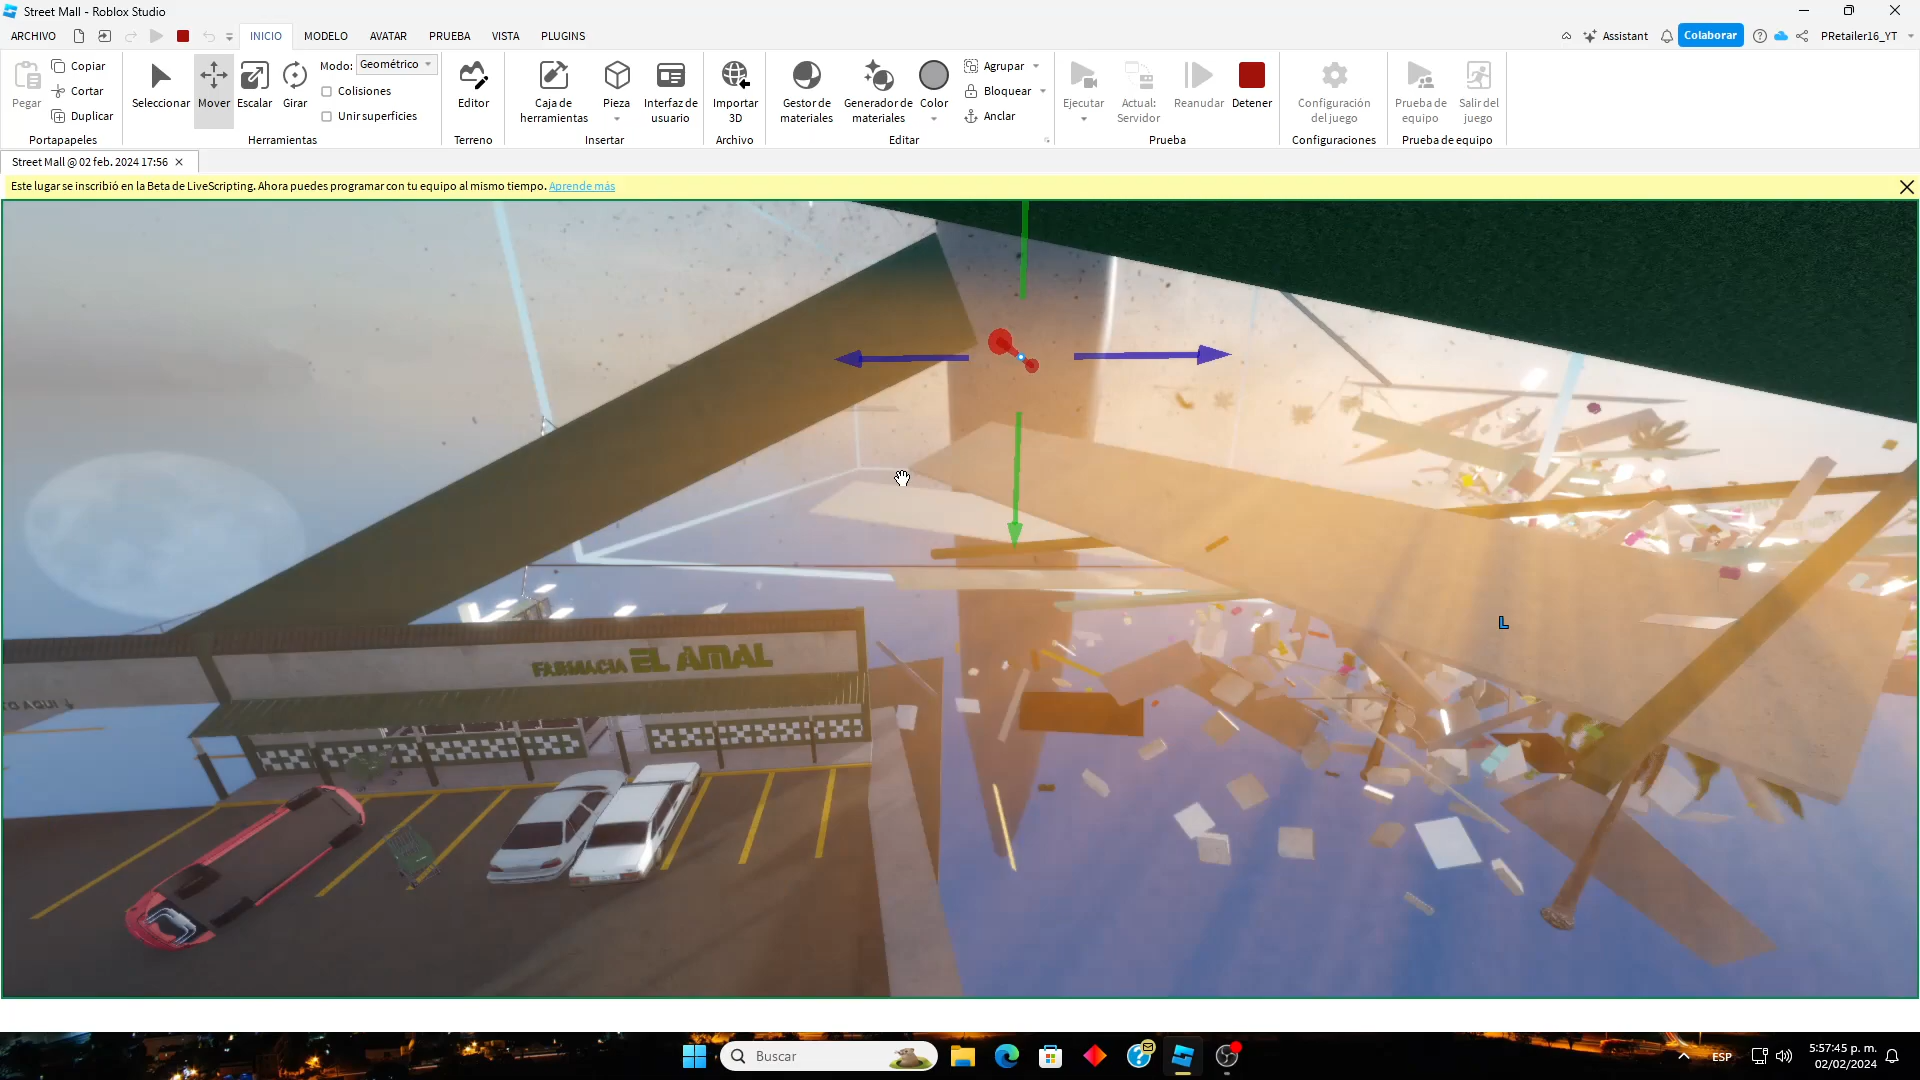 Street Mall - Roblox Studio
ARCHIVO INICIO MODELO AVATAR PRUEBA VISTA PLUGINS Assistant Colaborar PRetailer16_YT
Pegar
Copiar
Cortar
Duplicar
Portapapeles
Seleccionar Mover Escalar Girar
Modo: Geométrico
Colisiones
Unir superficies
Herramientas
Editor
Terreno
Caja de herramientas
Pieza
Interfaz de usuario
Insertar
Importar 3D
Archivo
Gestor de materiales
Generador de materiales
Color
Agrupar
Bloquear
Anclar
Editar
Ejecutar
Actual: Servidor
Reanudar
Detener
Prueba
Configuración del juego
Configuraciones
Prueba de equipo
Salir del juego
Prueba de equipo
Street Mall @ 02 feb. 2024 17:56
Este lugar se inscribió en la Beta de LiveScripting. Ahora puedes programar con tu equipo al mismo tiempo. Aprende más
FARMACIA EL AMAL
L
Buscar
ESP
5:57:45 p. m.
02/02/2024